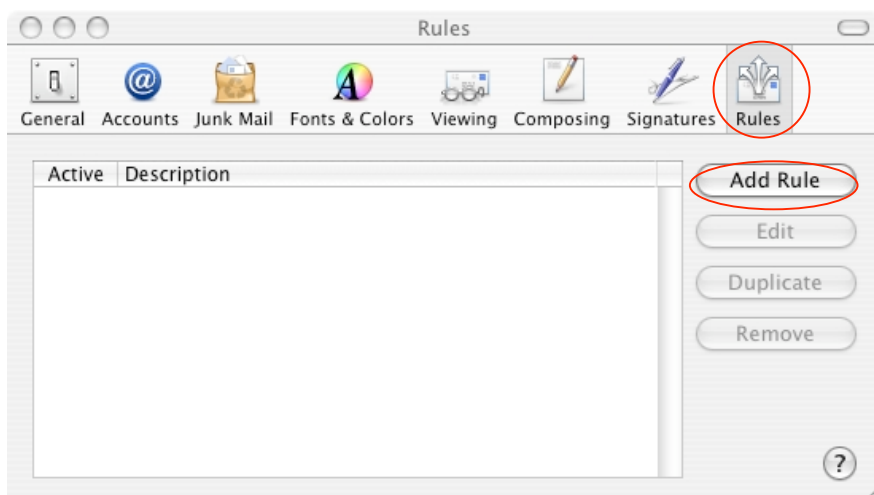 Rules
General Accounts Junk Mail Fonts & Colors Viewing Composing Signatures Rules
Active Description
Add Rule
Edit
Duplicate
Remove
?